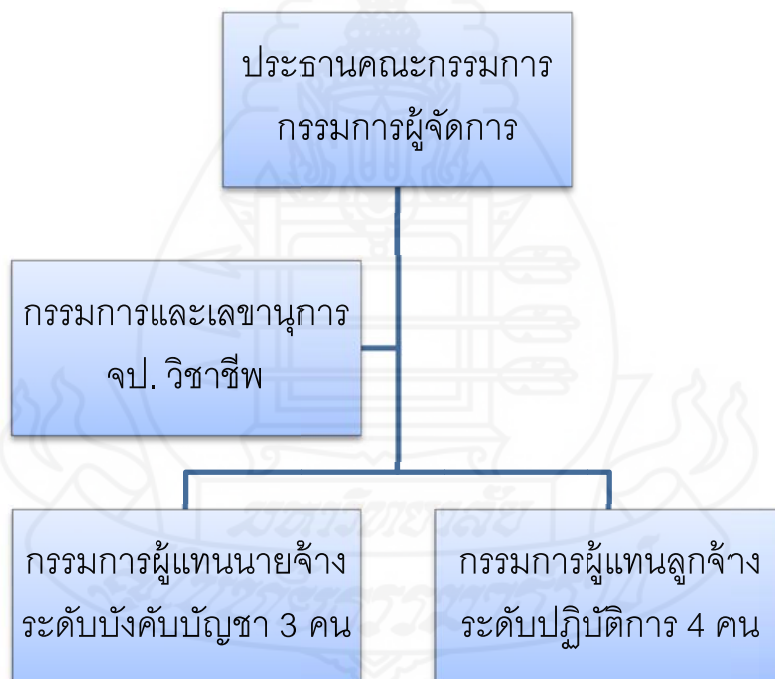 ประธานคณะกรรมการ
กรรมการผู้จัดการ
กรรมการและเลขานุการ
จป. วิชาชีพ
กรรมการผู้แทนนายจ้าง
ระดับบังคับบัญชา 3 คน
กรรมการผู้แทนลูกจ้าง
ระดับปฏิบัติการ 4 คน